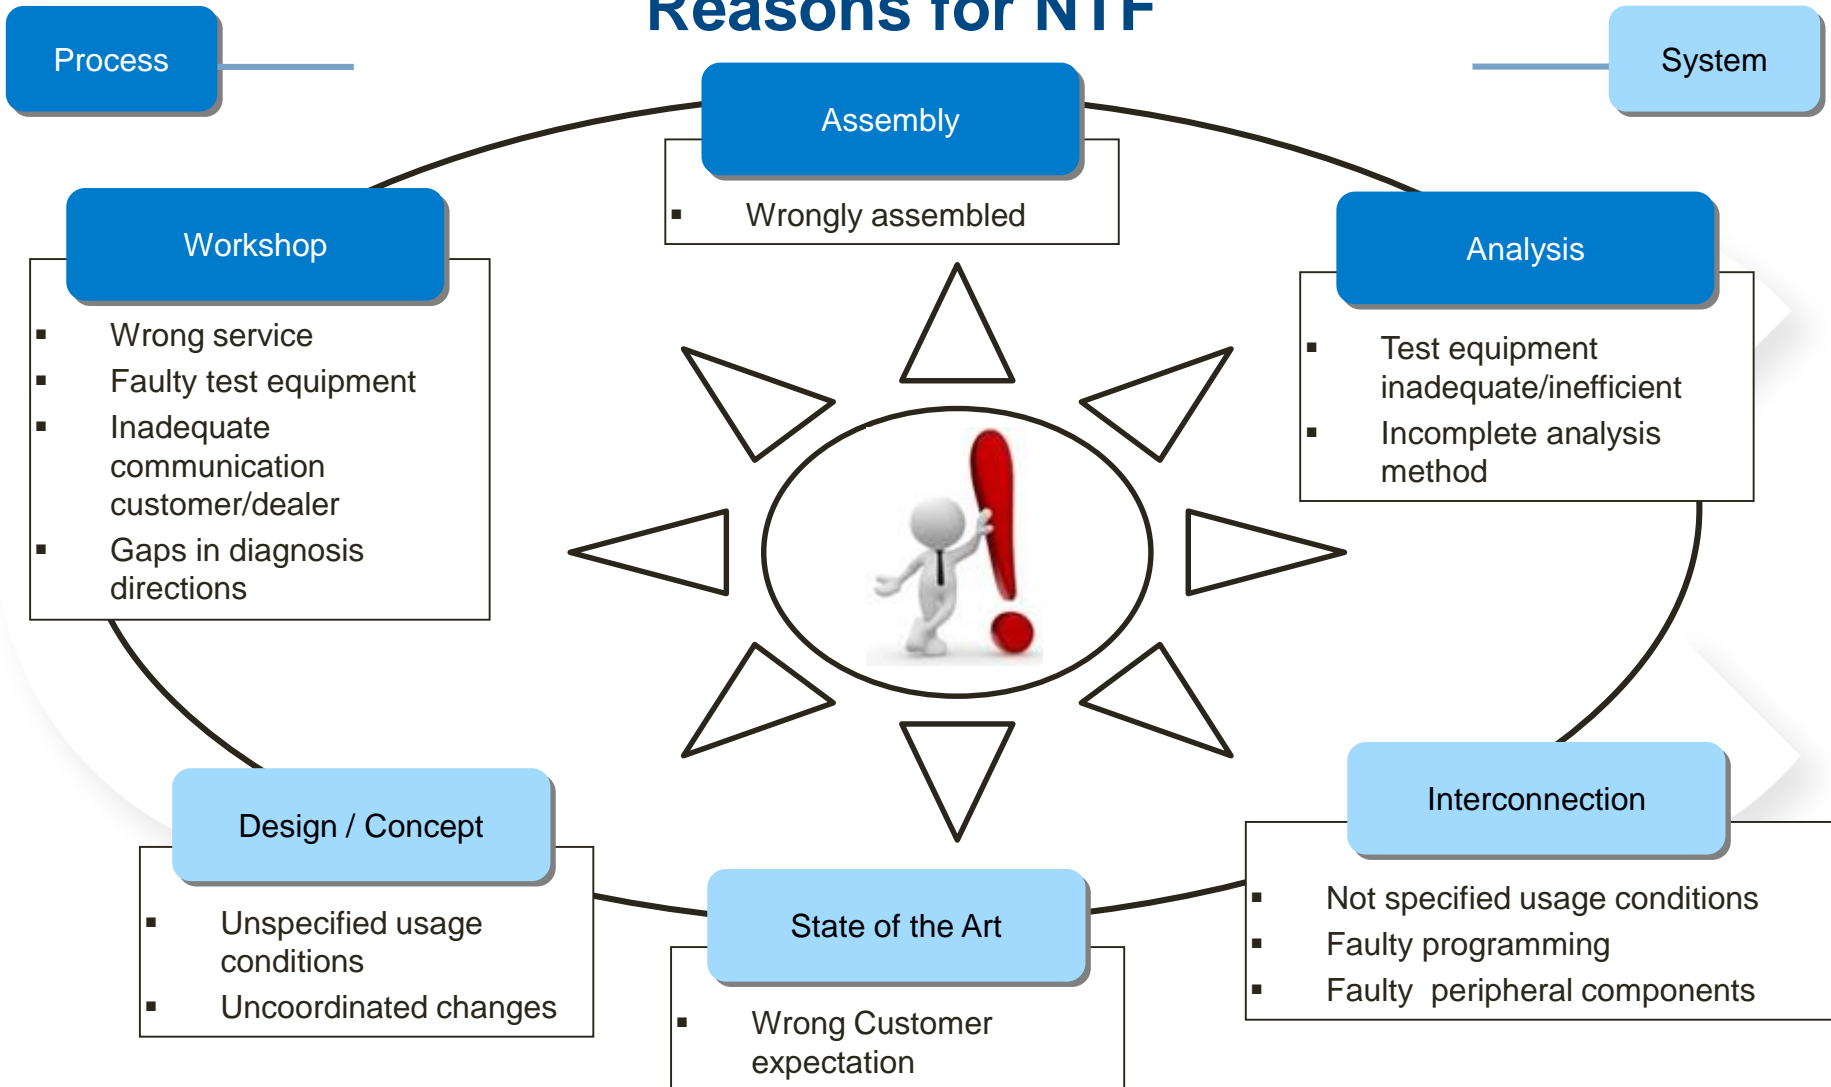 Reasons for NTF
Process
System
Assembly
▪ Wrongly assembled
Workshop
▪ Wrong service
▪ Faulty test equipment
▪ Inadequate
communication
customer/dealer
▪ Gaps in diagnosis
directions
Analysis
▪ Test equipment
inadequate/inefficient
▪ Incomplete analysis
method
Design / Concept
▪ Unspecified usage
conditions
▪ Uncoordinated changes
State of the Art
▪ Wrong Customer
expectation
Interconnection
▪ Not specified usage conditions
▪ Faulty programming
▪ Faulty  peripheral components